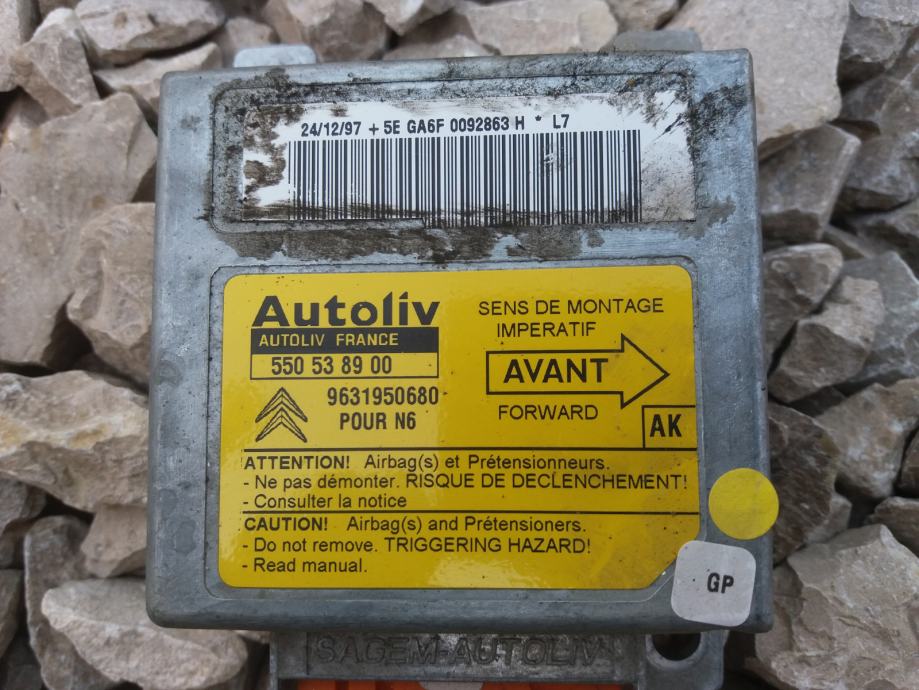 24/12/97 + 5E GA6F 0092863 H * L7
Autoliv
AUTOLIV FRANCE
550 53 89 00
9631950680
POUR N6
SENS DE MONTAGE
IMPERATIF
AVANT
FORWARD
AK
ATTENTION! Airbag(s) et Prétensionneurs.
- Ne pas démonter. RISQUE DE DECLENCHEMENT!
- Consulter la notice
CAUTION! Airbag(s) and Prétensioners.
- Do not remove. TRIGGERING HAZARD!
- Read manual.
GP
SAGEM-AUTOLIV